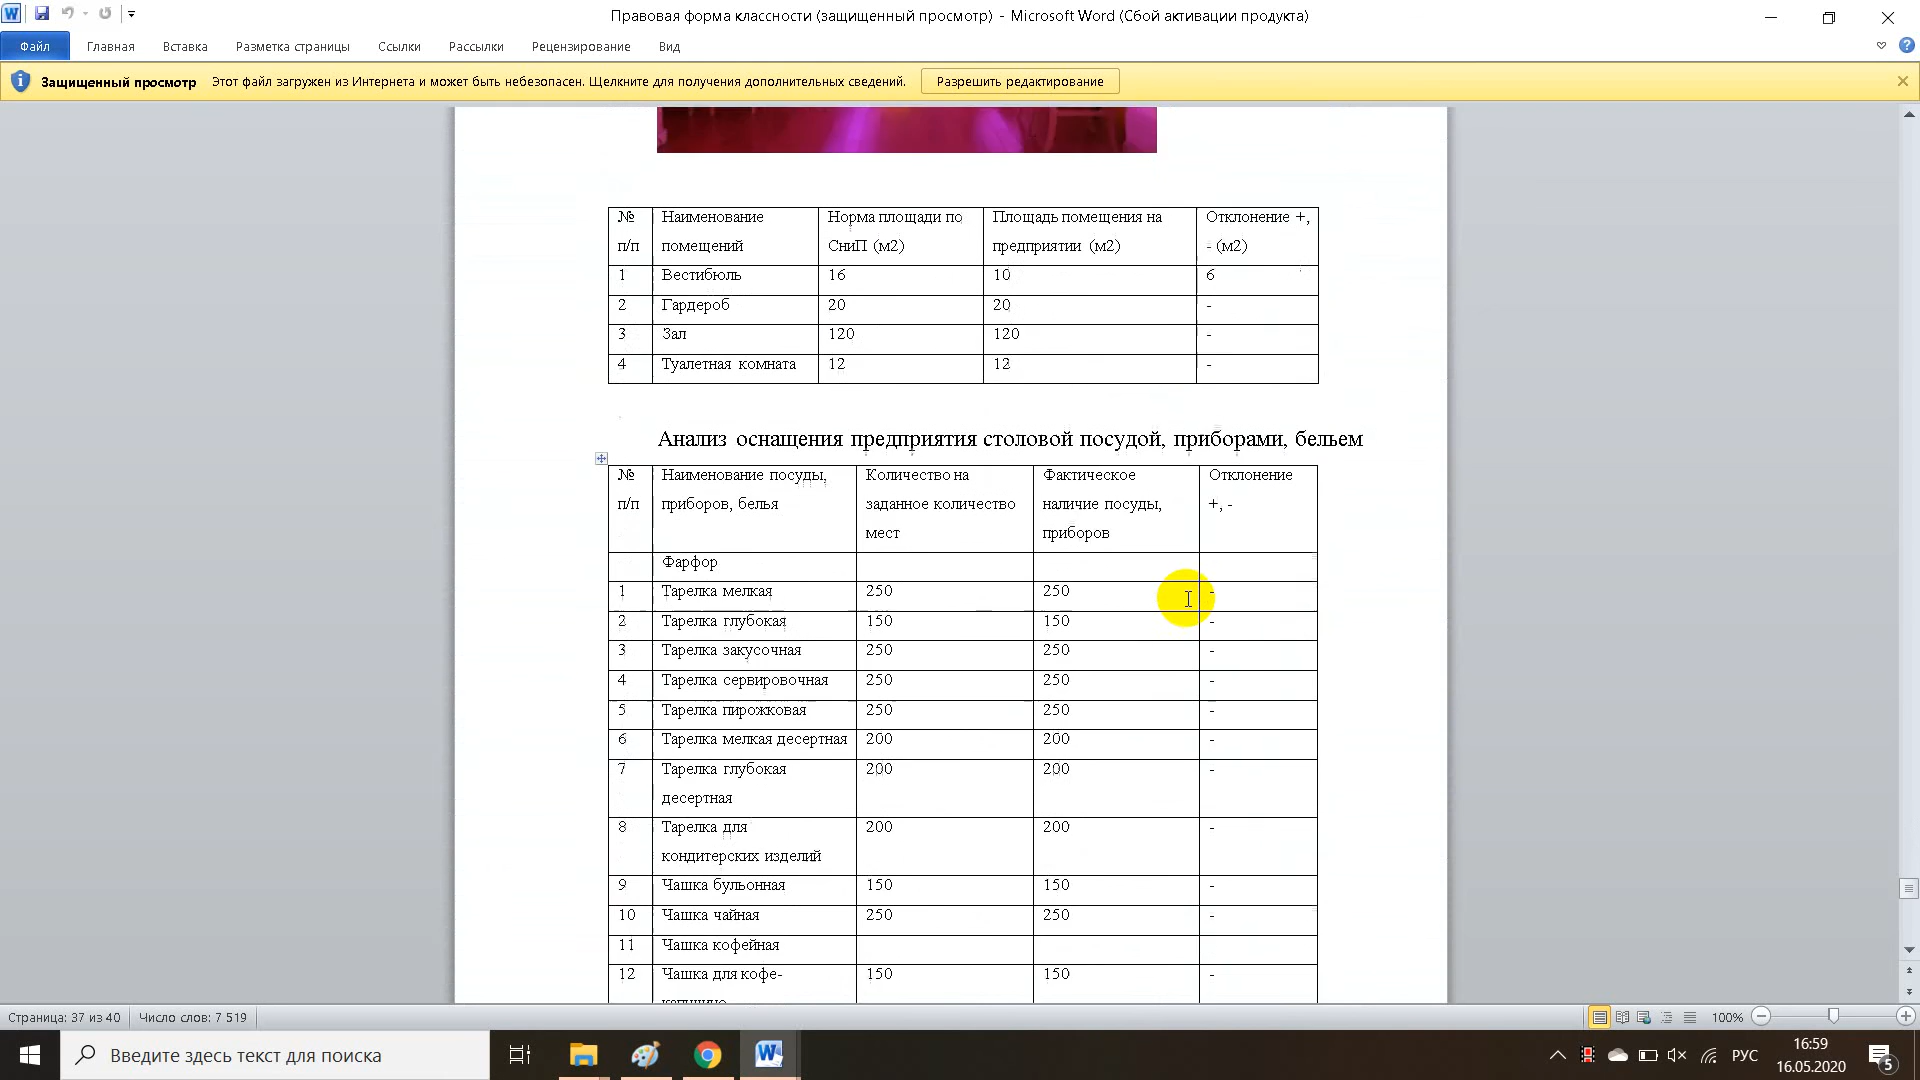 Правовая форма классности (защищенный просмотр) - Microsoft Word (Сбой активации продукта)
Файл Главная Вставка Разметка страницы Ссылки Рассылки Рецензирование Вид
Защищенный просмотр Этот файл загружен из Интернета и может быть небезопасен. Щелкните для получения дополнительных сведений. Разрешить редактирование
№ Наименование Норма площади по Площадь помещения на Отклонение +,
п/п помещений СниП (м2) предприятии (м2) - (м2)
1 Вестибюль 16 10 6
2 Гардероб 20 20 -
3 Зал 120 120 -
4 Туалетная комната 12 12 -
Анализ оснащения предприятия столовой посудой, приборами, бельем
№ Наименование посуды, Количество на Фактическое Отклонение
п/п приборов, белья заданное количество наличие посуды, +, -
мест приборов
Фарфор
1 Тарелка мелкая 250 250 -
2 Тарелка глубокая 150 150 -
3 Тарелка закусочная 250 250 -
4 Тарелка сервировочная 250 250 -
5 Тарелка пирожковая 250 250 -
6 Тарелка мелкая десертная 200 200 -
7 Тарелка глубокая 200 200 -
десертная
8 Тарелка для 200 200 -
кондитерских изделий
9 Чашка бульонная 150 150 -
10 Чашка чайная 250 250 -
11 Чашка кофейная
12 Чашка для кофе- 150 150 -
Страница: 37 из 40 Число слов: 7 519 100%
Введите здесь текст для поиска РУС 16:59
16.05.2020 5